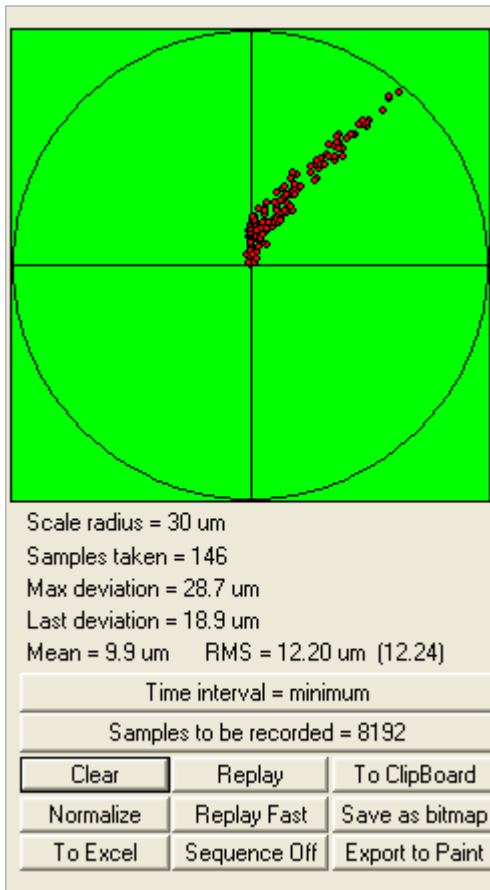 Scale radius = 30 um
Samples taken = 146
Max deviation = 28.7 um
Last deviation = 18.9 um
Mean = 9.9 um RMS = 12.20 um (12.24)
Time interval = minimum
Samples to be recorded = 8192
Clear Replay To ClipBoard
Normalize Replay Fast Save as bitmap
To Excel Sequence Off Export to Paint